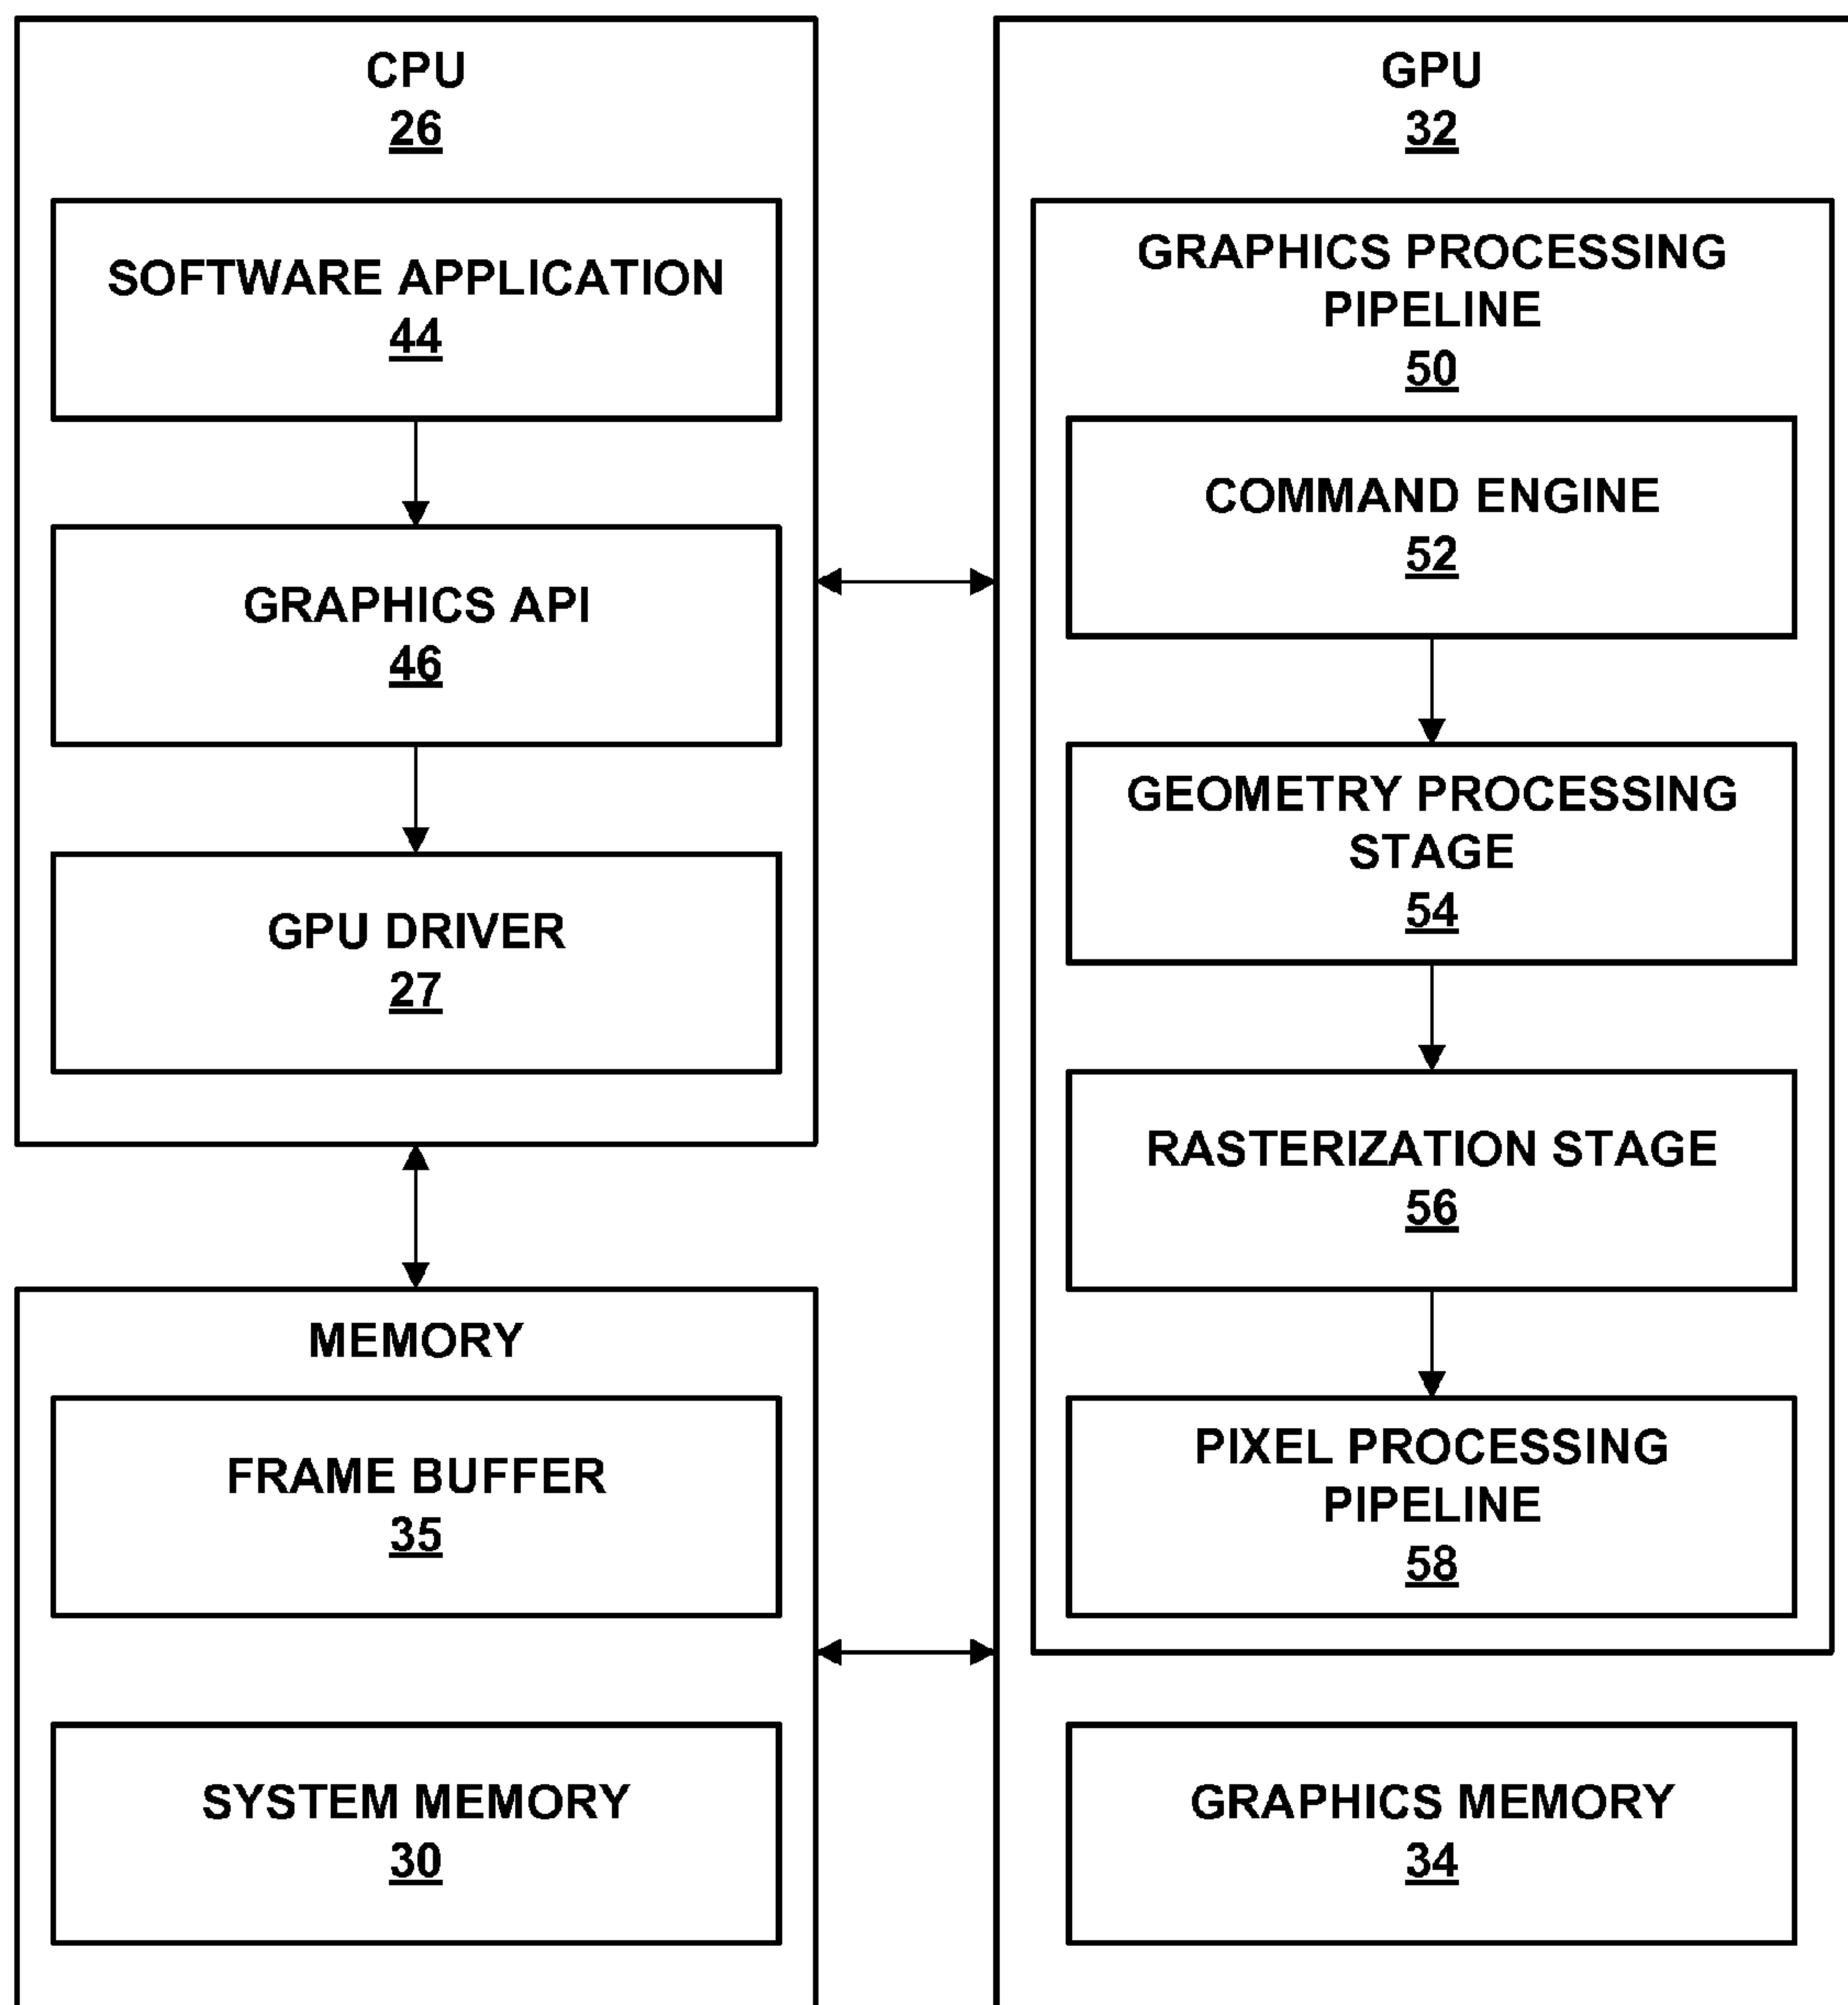 CPU
26
SOFTWARE APPLICATION
44
GRAPHICS API
46
GPU DRIVER
27
MEMORY
FRAME BUFFER
35
SYSTEM MEMORY
30
GPU
32
GRAPHICS PROCESSING
PIPELINE
50
COMMAND ENGINE
52
GEOMETRY PROCESSING
STAGE
54
RASTERIZATION STAGE
56
PIXEL PROCESSING
PIPELINE
58
GRAPHICS MEMORY
34